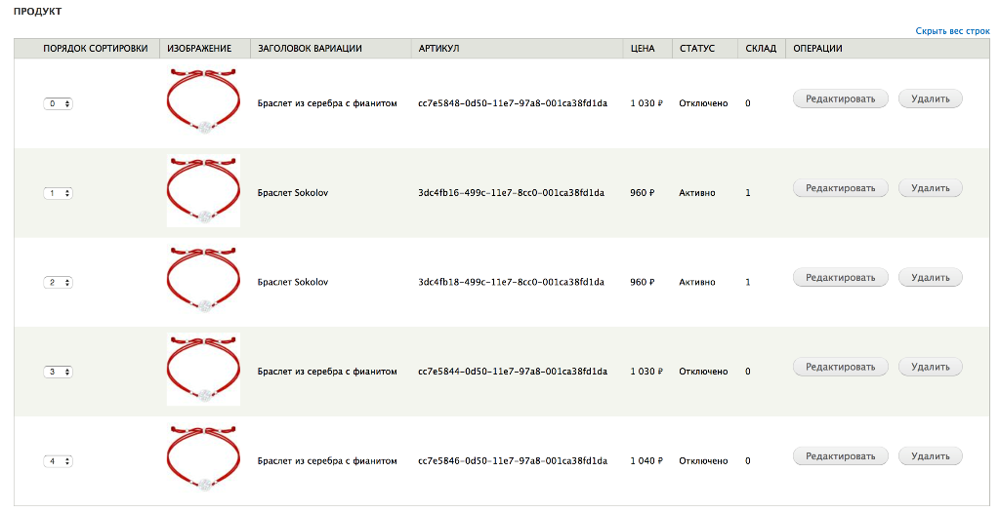 ПРОДУКТ
Скрыть вес строк
ПОРЯДОК СОРТИРОВКИ ИЗОБРАЖЕНИЕ ЗАГОЛОВОК ВАРИАЦИИ АРТИКУЛ ЦЕНА СТАТУС СКЛАД ОПЕРАЦИИ
0 Браслет из серебра с фианитом cc7e5848-0d50-11e7-97a8-001ca38fd1da 1 030 ₽ Отключено 0 Редактировать Удалить
1 Браслет Sokolov 3dc4fb16-499c-11e7-8cc0-001ca38fd1da 960 ₽ Активно 1 Редактировать Удалить
2 Браслет Sokolov 3dc4fb18-499c-11e7-8cc0-001ca38fd1da 960 ₽ Активно 1 Редактировать Удалить
3 Браслет из серебра с фианитом cc7e5844-0d50-11e7-97a8-001ca38fd1da 1 030 ₽ Отключено 0 Редактировать Удалить
4 Браслет из серебра с фианитом cc7e5846-0d50-11e7-97a8-001ca38fd1da 1 040 ₽ Отключено 0 Редактировать Удалить